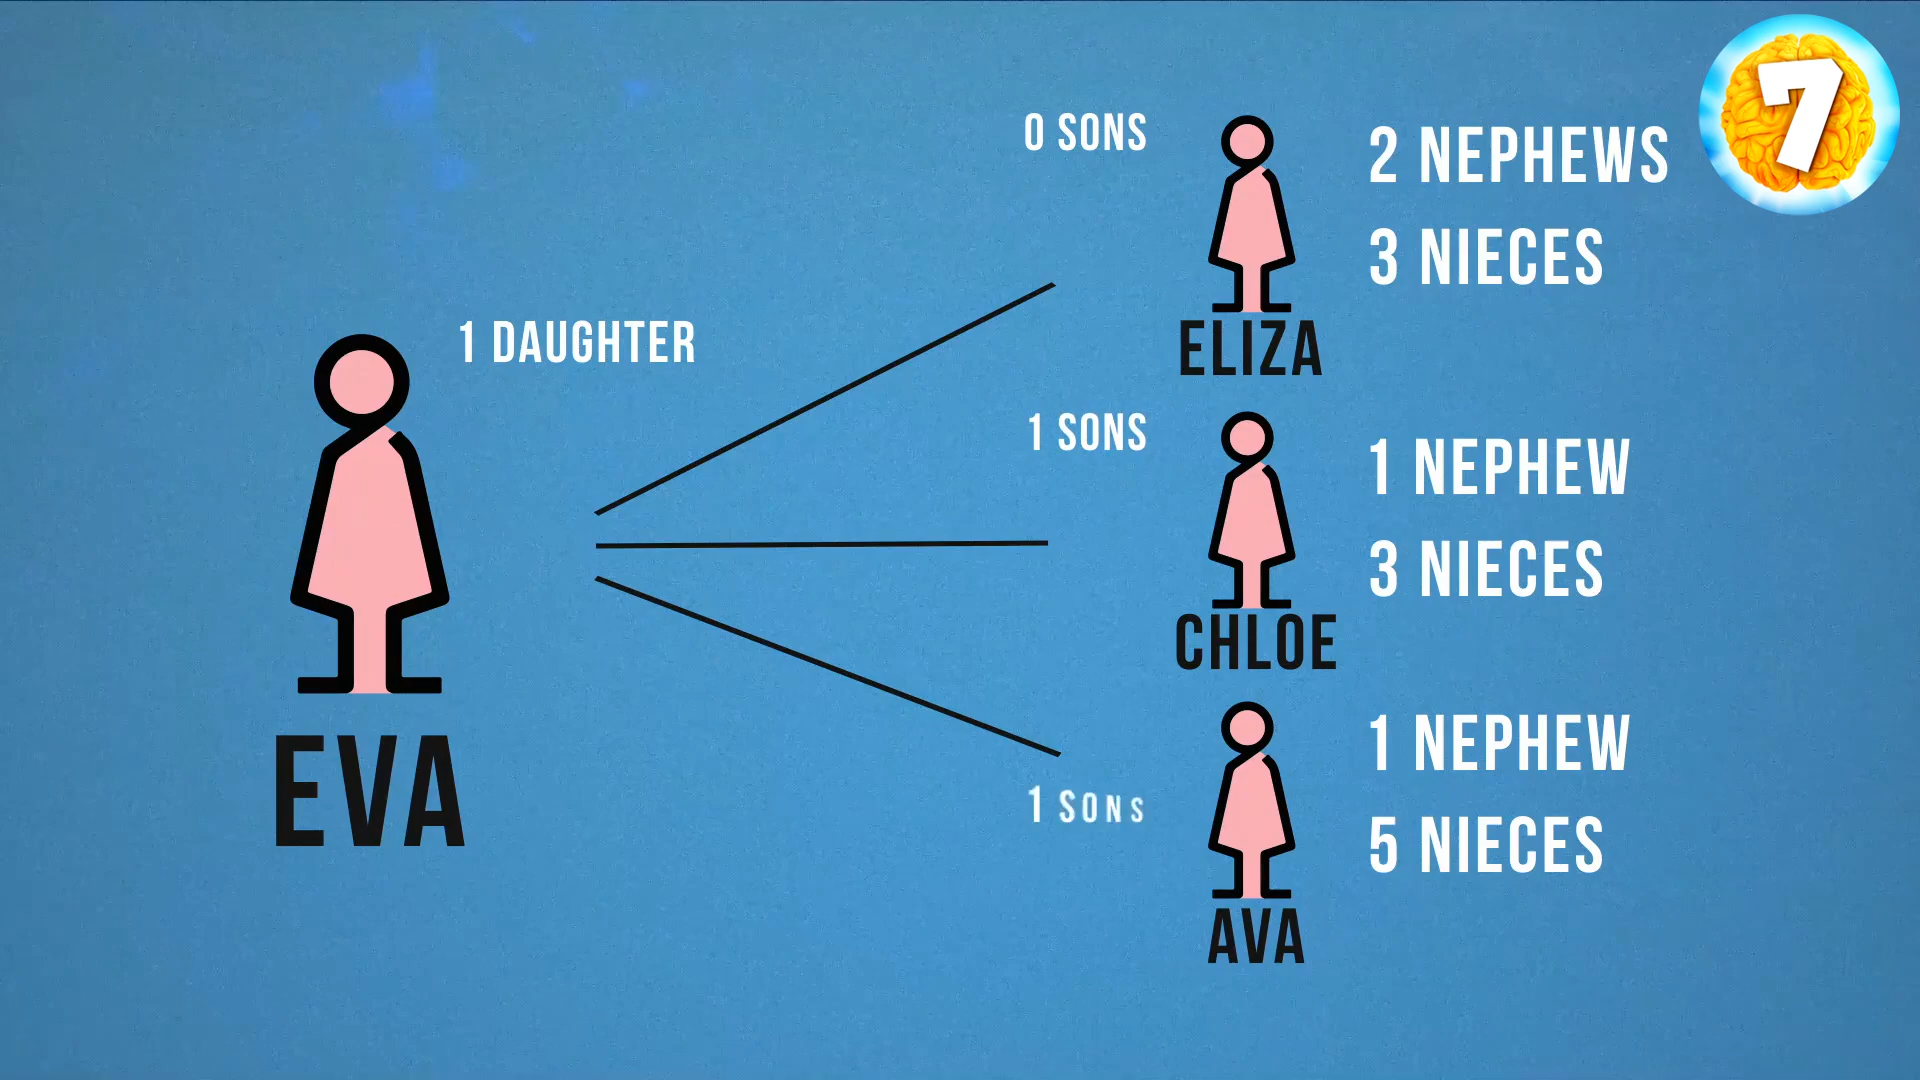 7
0 SONS
2 NEPHEWS
3 NIECES
ELIZA
1 DAUGHTER
1 SONS
1 NEPHEW
3 NIECES
CHLOE
EVA
1 SONS
1 NEPHEW
5 NIECES
AVA